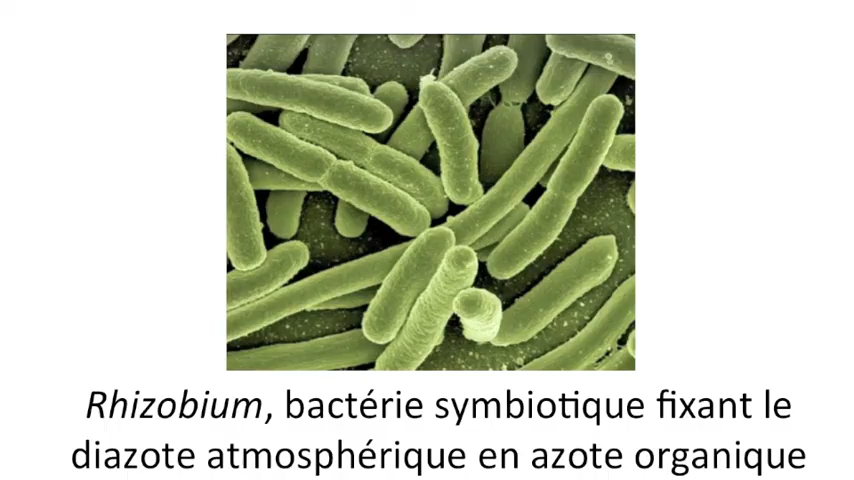 Rhizobium, bactérie symbiotique fixant le
diazote atmosphérique en azote organique